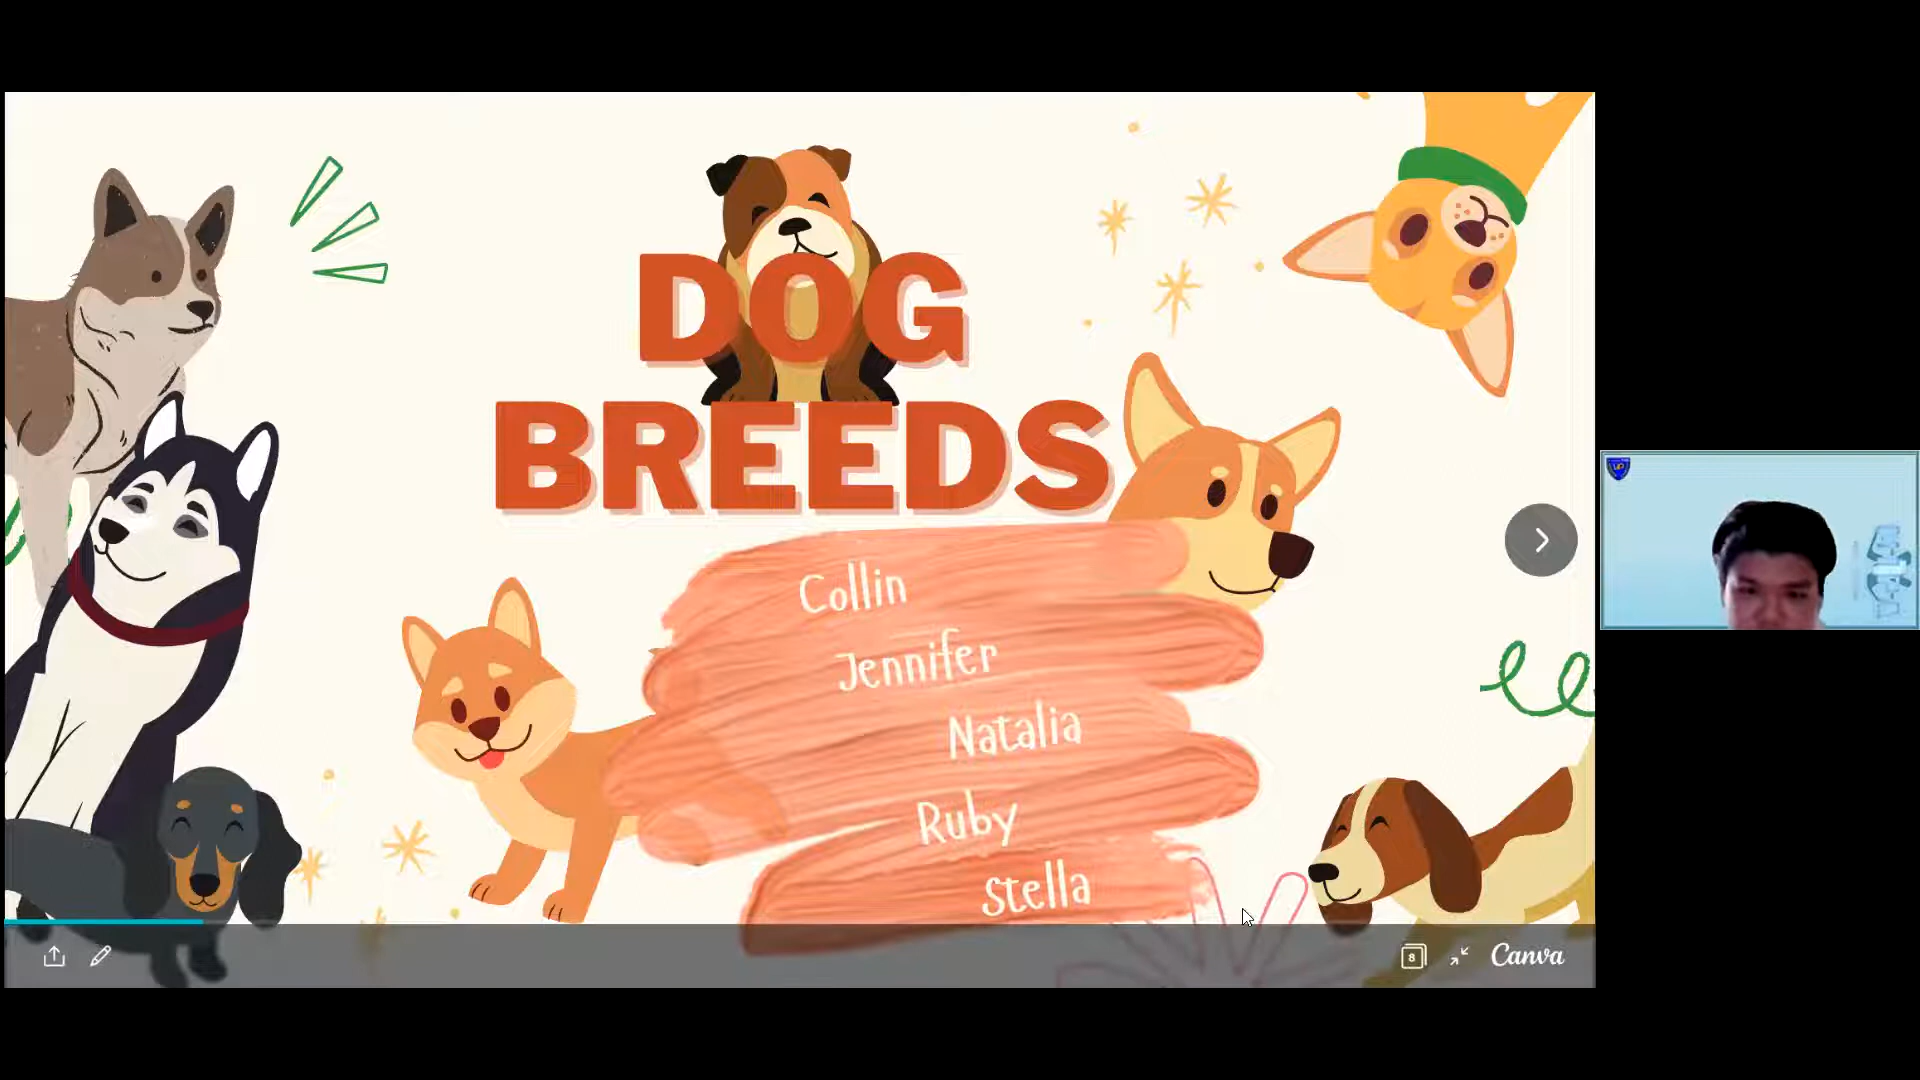 DOG
BREEDS
Collin
Jennifer
Natalia
Ruby
Stella
8
Canva